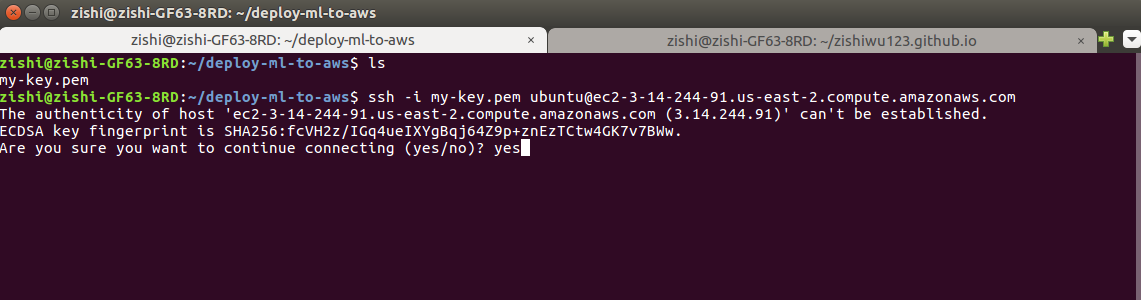 zishi@zishi-GF63-8RD: ~/deploy-ml-to-aws
zishi@zishi-GF63-8RD: ~/deploy-ml-to-aws × zishi@zishi-GF63-8RD: ~/zishiwu123.github.io ×
zishi@zishi-GF63-8RD:~/deploy-ml-to-aws$ ls
my-key.pem
zishi@zishi-GF63-8RD:~/deploy-ml-to-aws$ ssh -i my-key.pem ubuntu@ec2-3-14-244-91.us-east-2.compute.amazonaws.com
The authenticity of host 'ec2-3-14-244-91.us-east-2.compute.amazonaws.com (3.14.244.91)' can't be established.
ECDSA key fingerprint is SHA256:fcVH2z/IGq4ueIXYgBqj64Z9p+znEzTCtw4GK7v7BWw.
Are you sure you want to continue connecting (yes/no)? yes